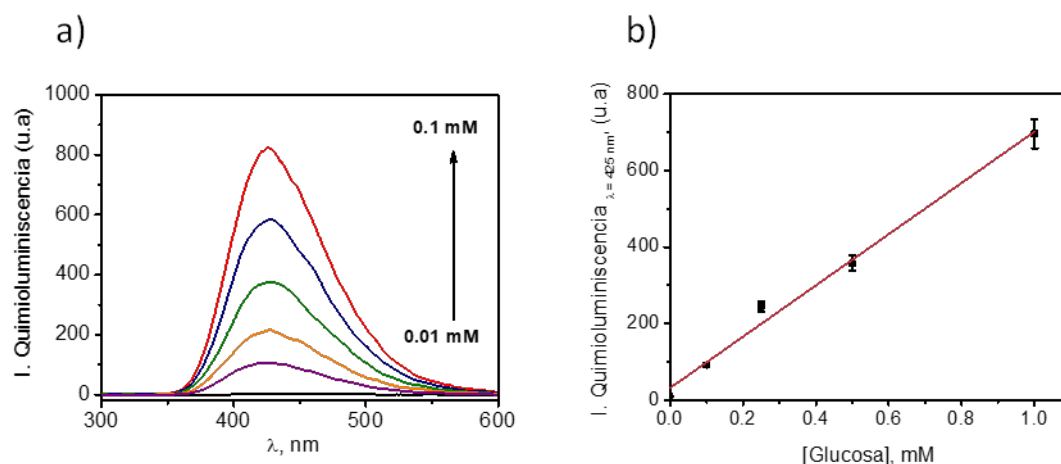 a)
I. Quimioluminiscencia (u.a)
1000
800
600
400
200
0
0.1 mM
0.01 mM
300
400
500
600
λ, nm
b)
I. Quimioluminiscencia λ = 425 nm, (u.a)
800
600
400
200
0
0.0
0.2
0.4
0.6
0.8
1.0
[Glucosa], mM